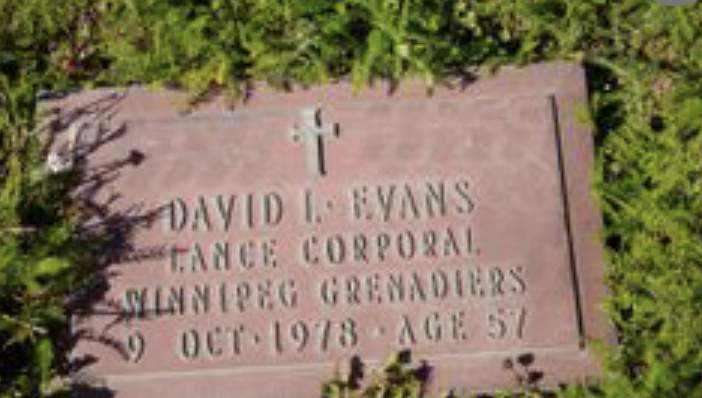 DAVID L. EVANS
LANCE CORPORAL
WINNIPEG GRENADIERS
9 OCT · 1978 · AGE 57